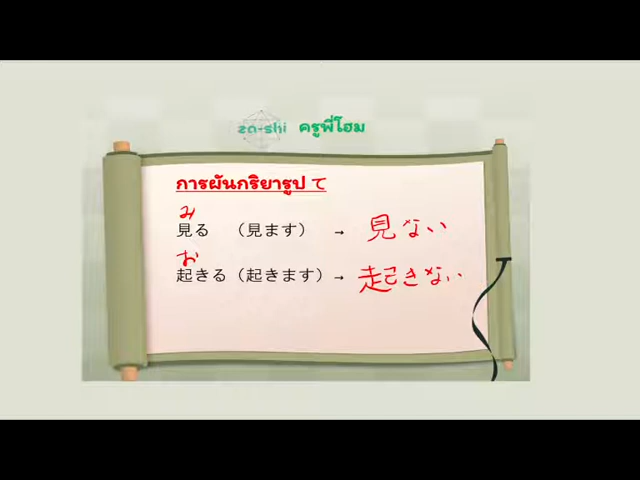 za-shi ครูพี่โฮม
การผันกริยารูป て
み
見る （見ます） → 見ない
お
起きる（起きます）→ 起きない